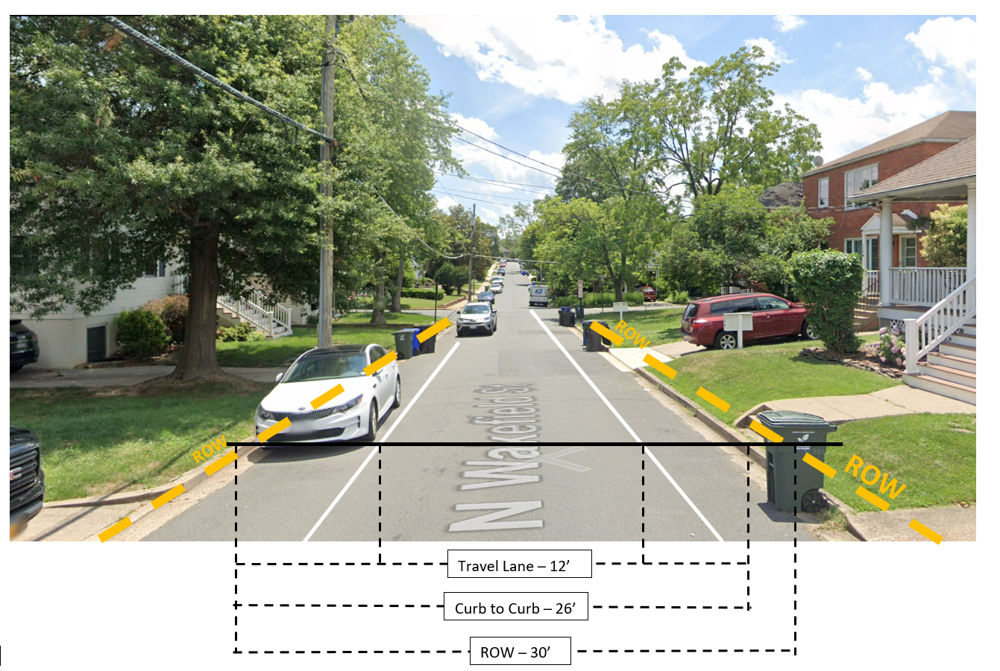 ROW
ROW
N Wakefield St
ROW
Travel Lane – 12’
Curb to Curb – 26’
ROW – 30’